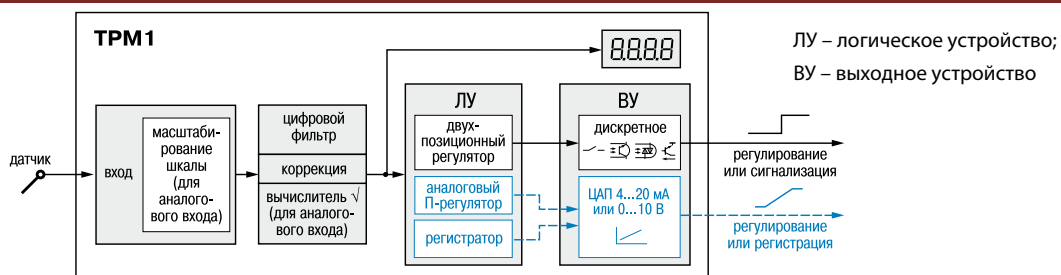 ТРМ1
8.8.8.8
ЛУ – логическое устройство;
ВУ – выходное устройство
датчик
вход
масштаби-
рование
шкалы
(для
аналого-
вого входа)
цифровой
фильтр
коррекция
вычислитель √
(для аналого-
вого входа)
ЛУ
двух-
позиционный
регулятор
аналоговый
П-регулятор
регистратор
ВУ
дискретное
ЦАП 4...20 мА
или 0...10 В
регулирование
или сигнализация
регулирование
или регистрация